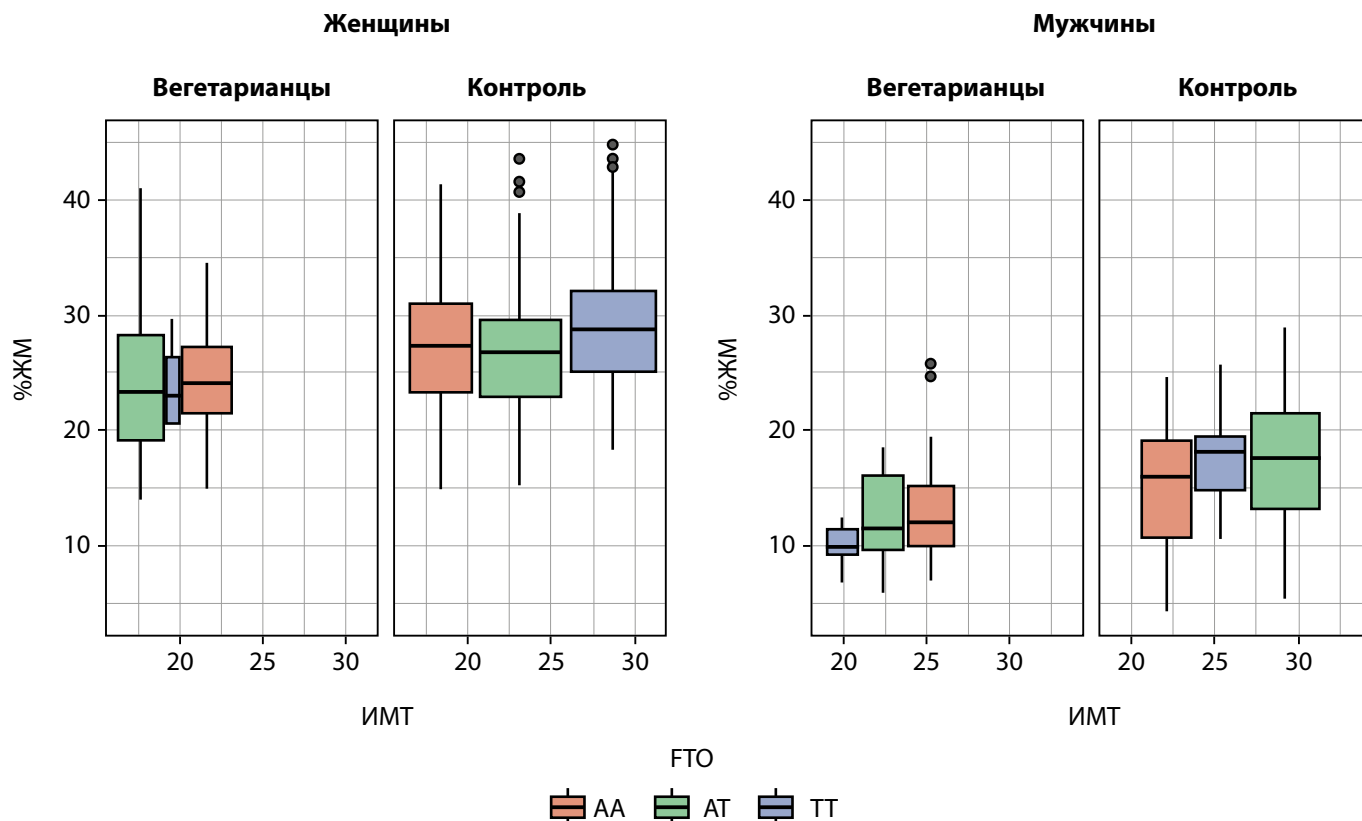 Женщины
Мужчины
Вегетарианцы
Контроль
Вегетарианцы
Контроль
%ЖМ
40
30
20
10
20 25 30
20 25 30
ИМТ
%ЖМ
40
30
20
10
20 25 30
20 25 30
ИМТ
FTO
AA AT TT